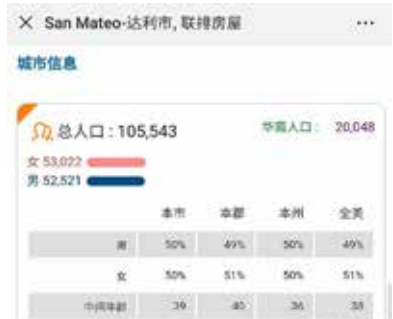 × San Mateo-达利市, 联排房屋 ···
城市信息
总人口 : 105,543 华裔人口 : 20,048
女 53,022
男 52,521
本市 本郡 本州 全美
男 50% 49% 50% 49%
女 50% 51% 50% 51%
中间年龄 39 40 36 38